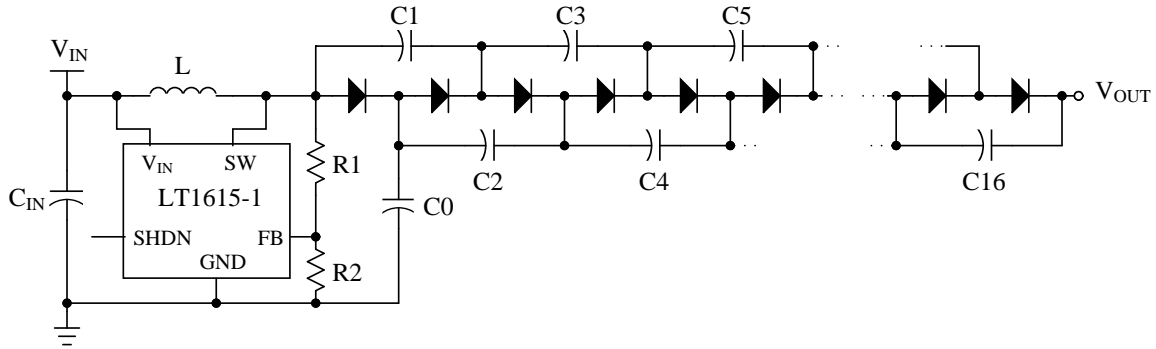 C1
C3
C5
V_IN
L
V_OUT
V_IN
SW
R1
C2
C4
C16
LT1615-1
C_IN
C0
SHDN
FB
GND
R2